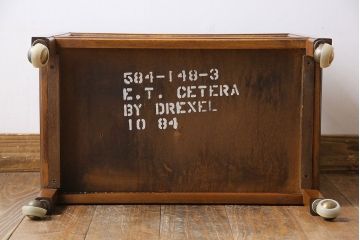 584-148-3
E.T. CETERA
BY DREXEL
10 84